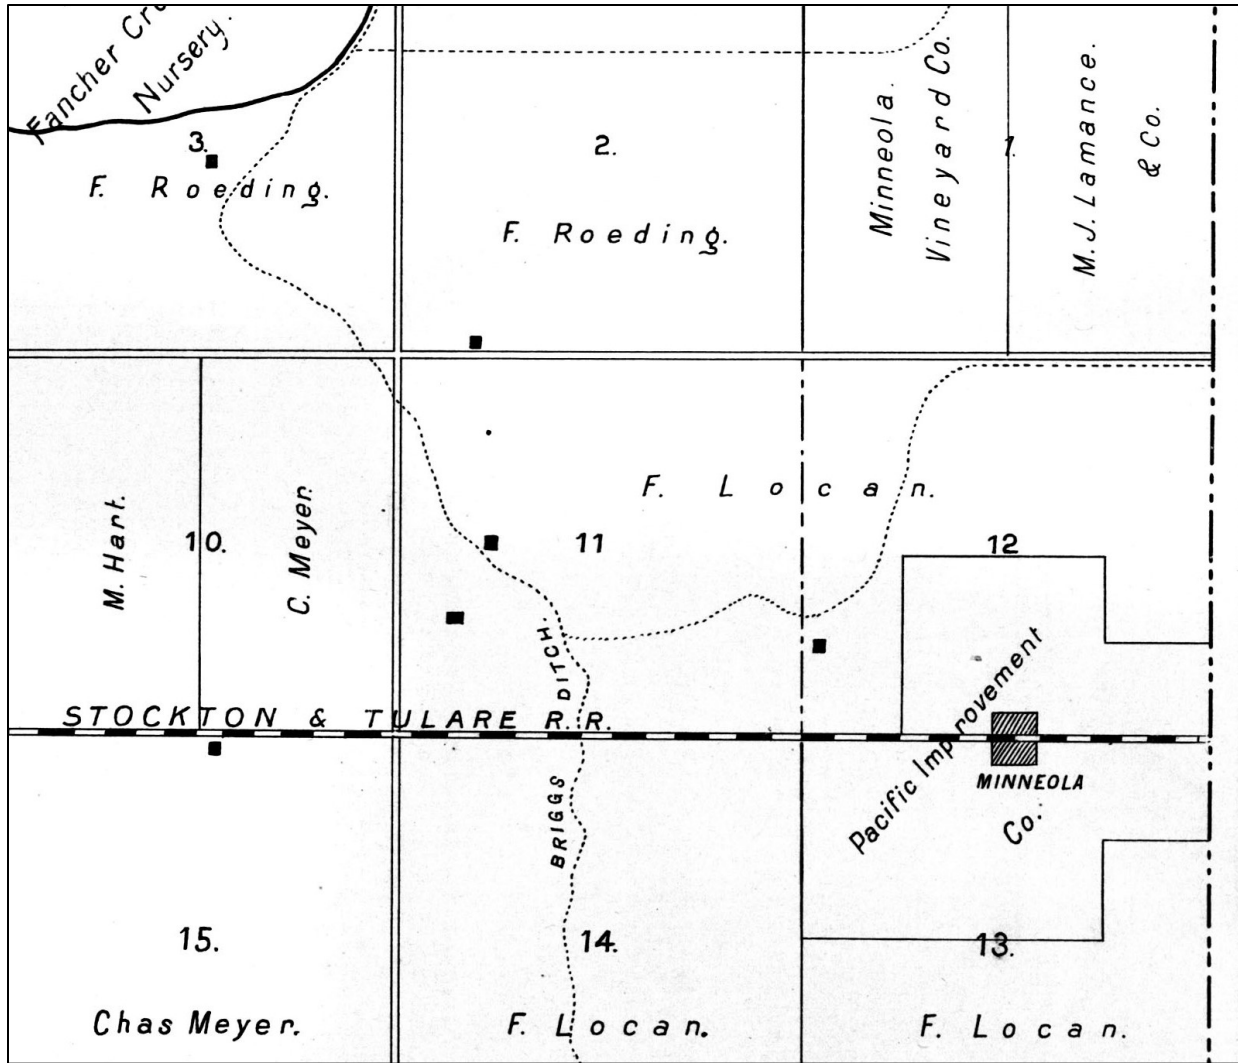 Fancher Cr
Nursery.
3.
F. Roeding.
2.
F. Roeding.
Minneola.
Vineyard Co.
1.
M. J. Lamance.
& Co.
M. Hart.
10.
C. Meyer.
11
F. Locan.
12
STOCKTON & TULARE R.R.
BRIGGS DITCH.
Pacific Improvement
Co.
MINNEOLA
15.
Chas Meyer.
14.
F. Locan.
13.
F. Locan.